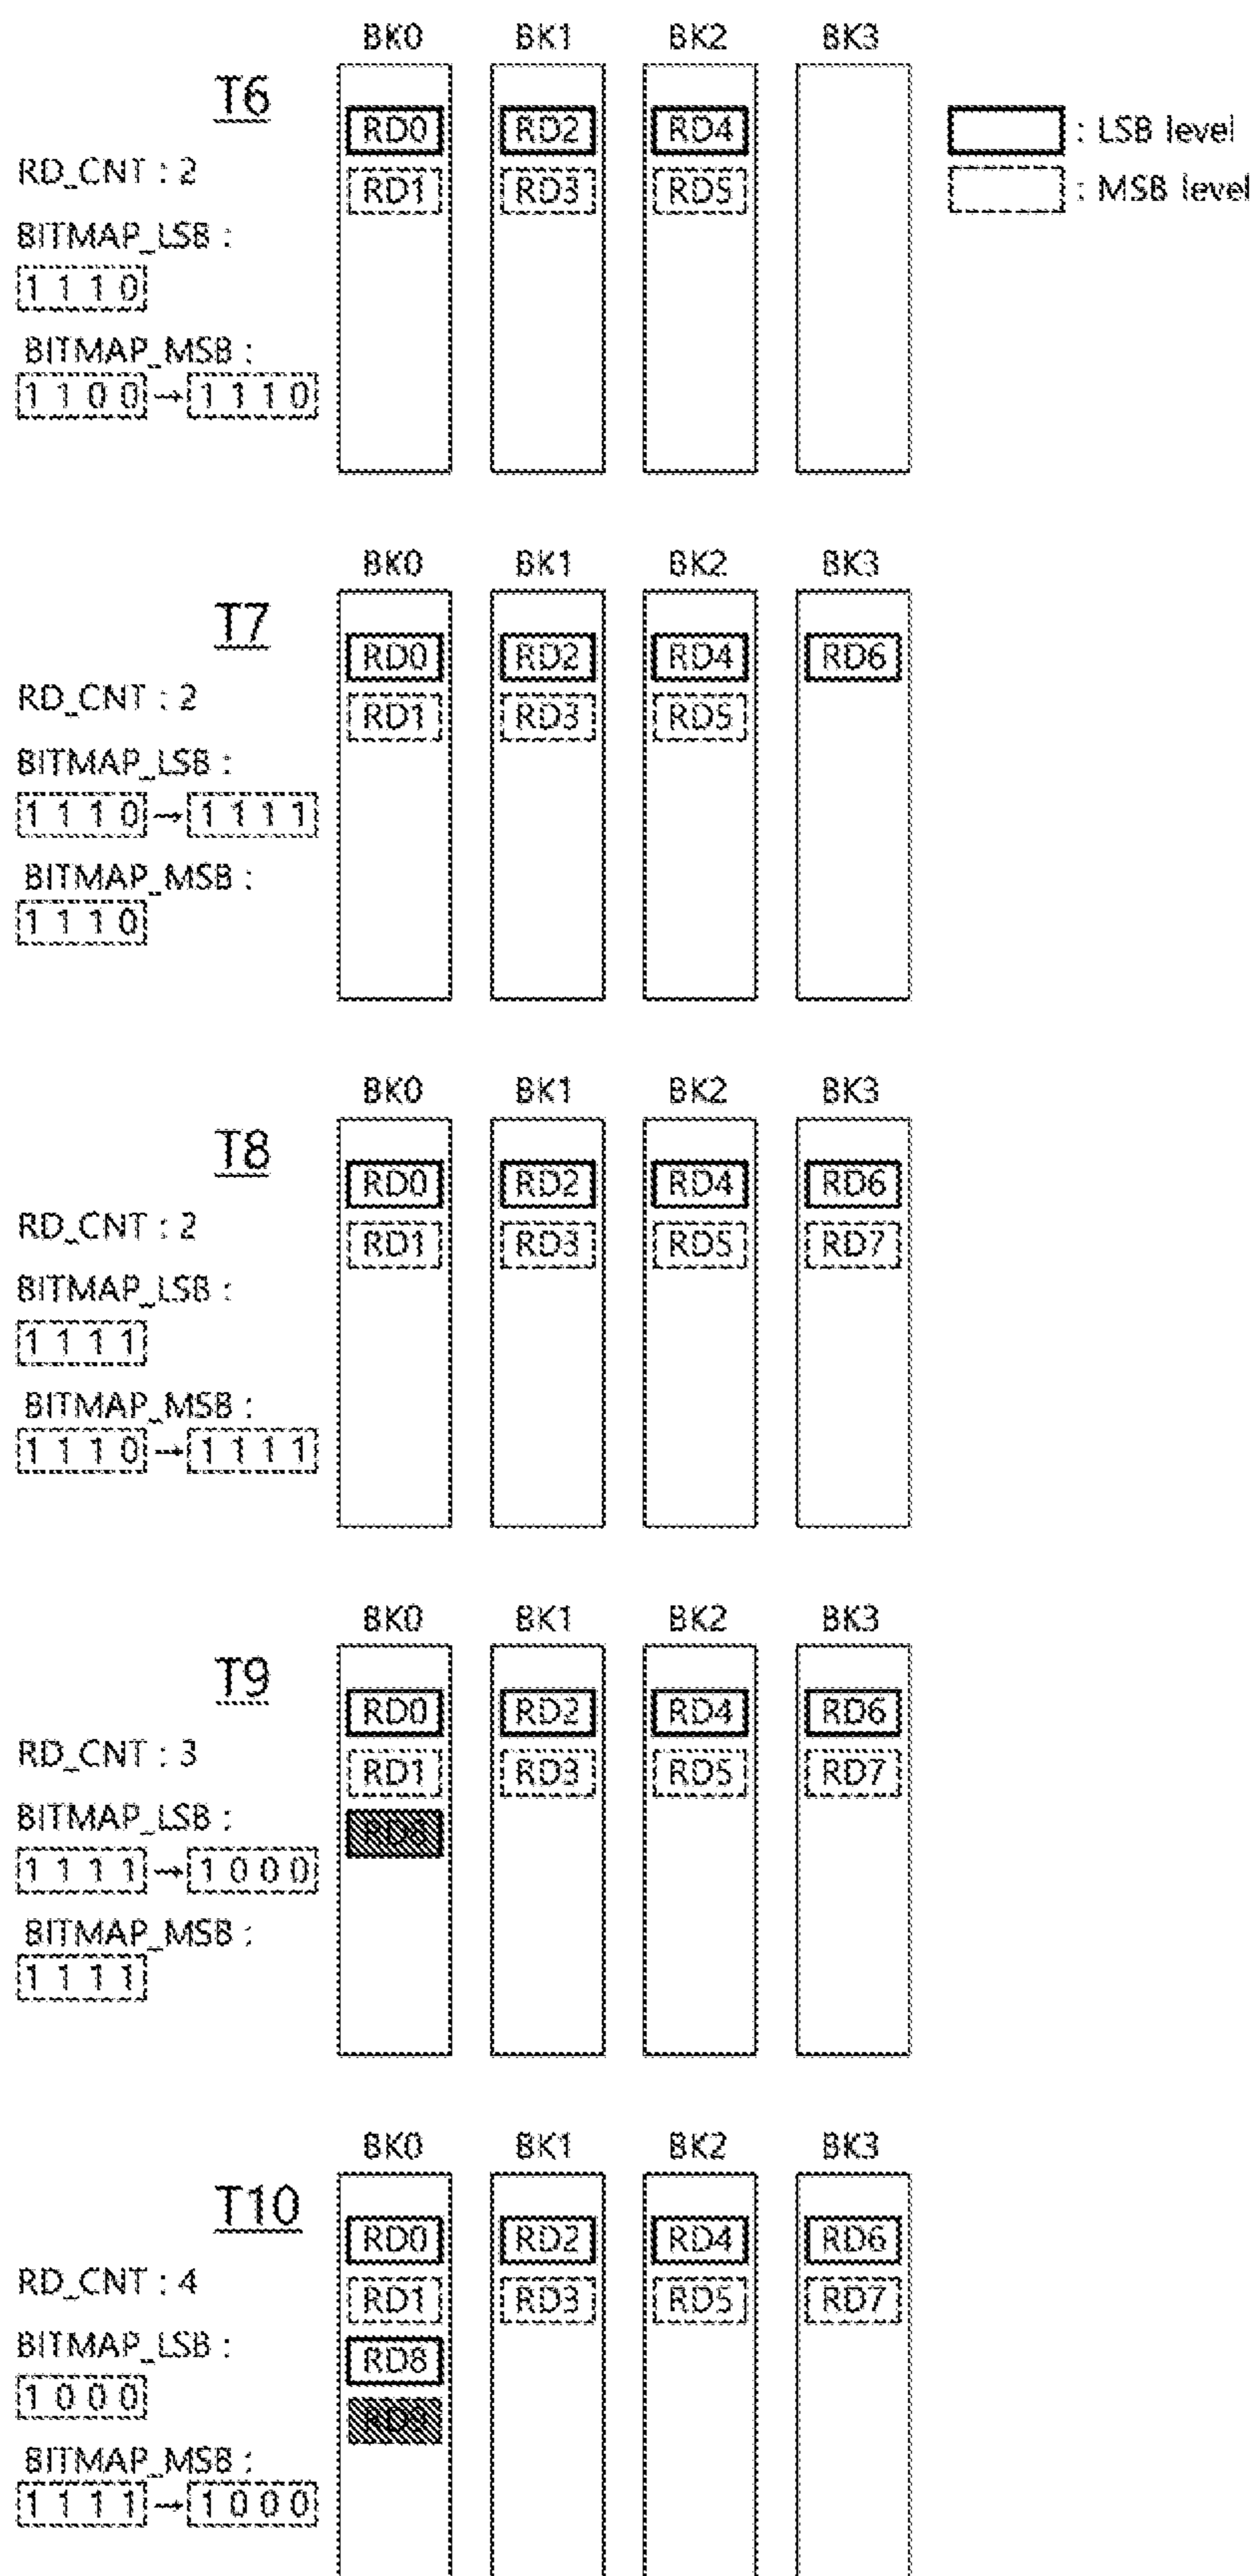 BK0 BK1 BK2 BK3
T6
RD0 RD2 RD4
: LSB level
RD_CNT : 2
RD1 RD3 RD5
: MSB level
BITMAP_LSB :
1 1 1 0
BITMAP_MSB :
1 1 0 0 → 1 1 1 0
BK0 BK1 BK2 BK3
T7
RD0 RD2 RD4 RD6
RD_CNT : 2
RD1 RD3 RD5
BITMAP_LSB :
1 1 1 0 → 1 1 1 1
BITMAP_MSB :
1 1 1 0
BK0 BK1 BK2 BK3
T8
RD0 RD2 RD4 RD6
RD_CNT : 2
RD1 RD3 RD5 RD7
BITMAP_LSB :
1 1 1 1
BITMAP_MSB :
1 1 1 0 → 1 1 1 1
BK0 BK1 BK2 BK3
T9
RD0 RD2 RD4 RD6
RD_CNT : 3
RD1 RD3 RD5 RD7
BITMAP_LSB :
RD8
1 1 1 1 → 1 0 0 0
BITMAP_MSB :
1 1 1 1
BK0 BK1 BK2 BK3
T10
RD0 RD2 RD4 RD6
RD_CNT : 4
RD1 RD3 RD5 RD7
BITMAP_LSB :
RD8
1 0 0 0
RD9
BITMAP_MSB :
1 1 1 1 → 1 0 0 0